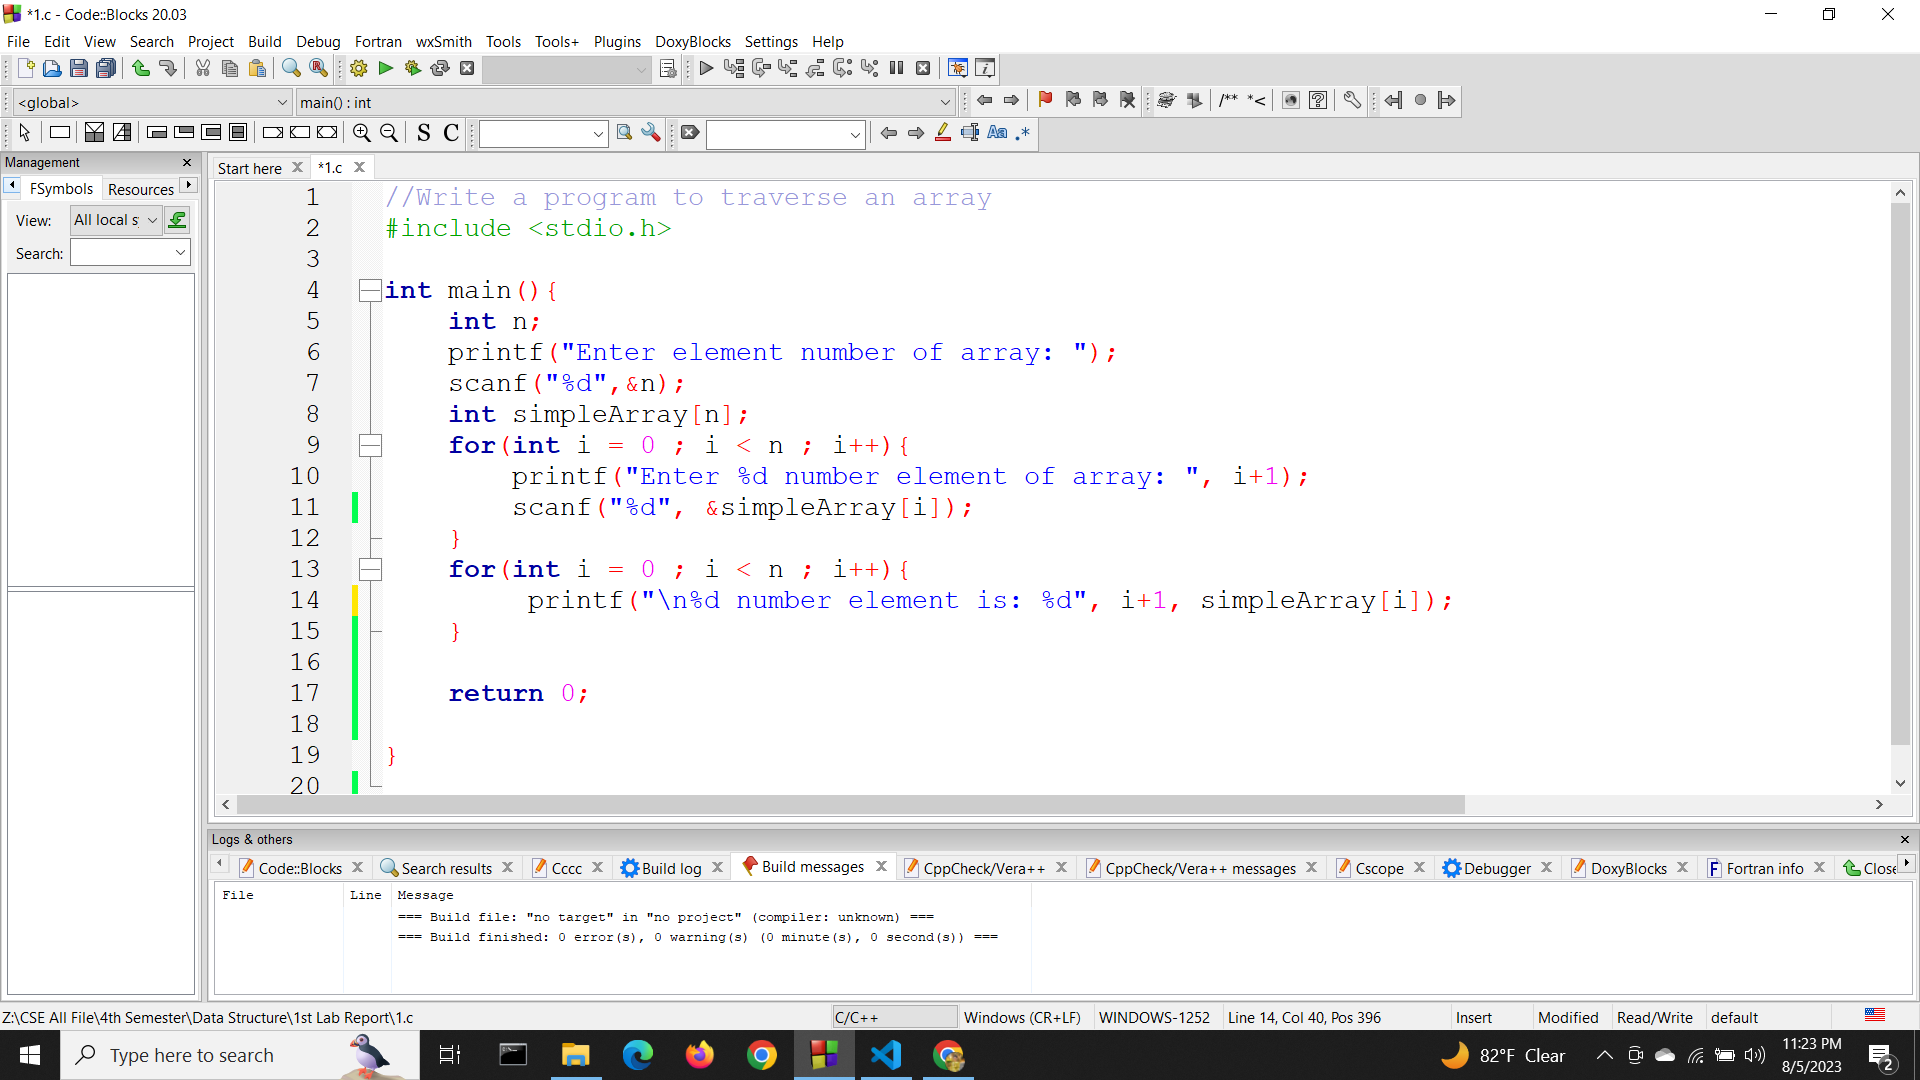 *1.c - Code::Blocks 20.03
File Edit View Search Project Build Debug Fortran wxSmith Tools Tools+ Plugins DoxyBlocks Settings Help
<global> main() : int /** *<
S C Aa .*
Management
FSymbols Resources
View: All local s
Search:
Start here *1.c
1 //Write a program to traverse an array
2 #include <stdio.h>
3
4 int main(){
5 int n;
6 printf("Enter element number of array: ");
7 scanf("%d",&n);
8 int simpleArray[n];
9 for(int i = 0 ; i < n ; i++){
10 printf("Enter %d number element of array: ", i+1);
11 scanf("%d", &simpleArray[i]);
12 }
13 for(int i = 0 ; i < n ; i++){
14 printf("\n%d number element is: %d", i+1, simpleArray[i]);
15 }
16
17 return 0;
18
19 }
20
Logs & others
Code::Blocks Search results Cccc Build log Build messages CppCheck/Vera++ CppCheck/Vera++ messages Cscope Debugger DoxyBlocks Fortran info Close
File Line Message
=== Build file: "no target" in "no project" (compiler: unknown) ===
=== Build finished: 0 error(s), 0 warning(s) (0 minute(s), 0 second(s)) ===
Z:\CSE All File\4th Semester\Data Structure\1st Lab Report\1.c C/C++ Windows (CR+LF) WINDOWS-1252 Line 14, Col 40, Pos 396 Insert Modified Read/Write default
Type here to search 82°F Clear 11:23 PM
8/5/2023 2